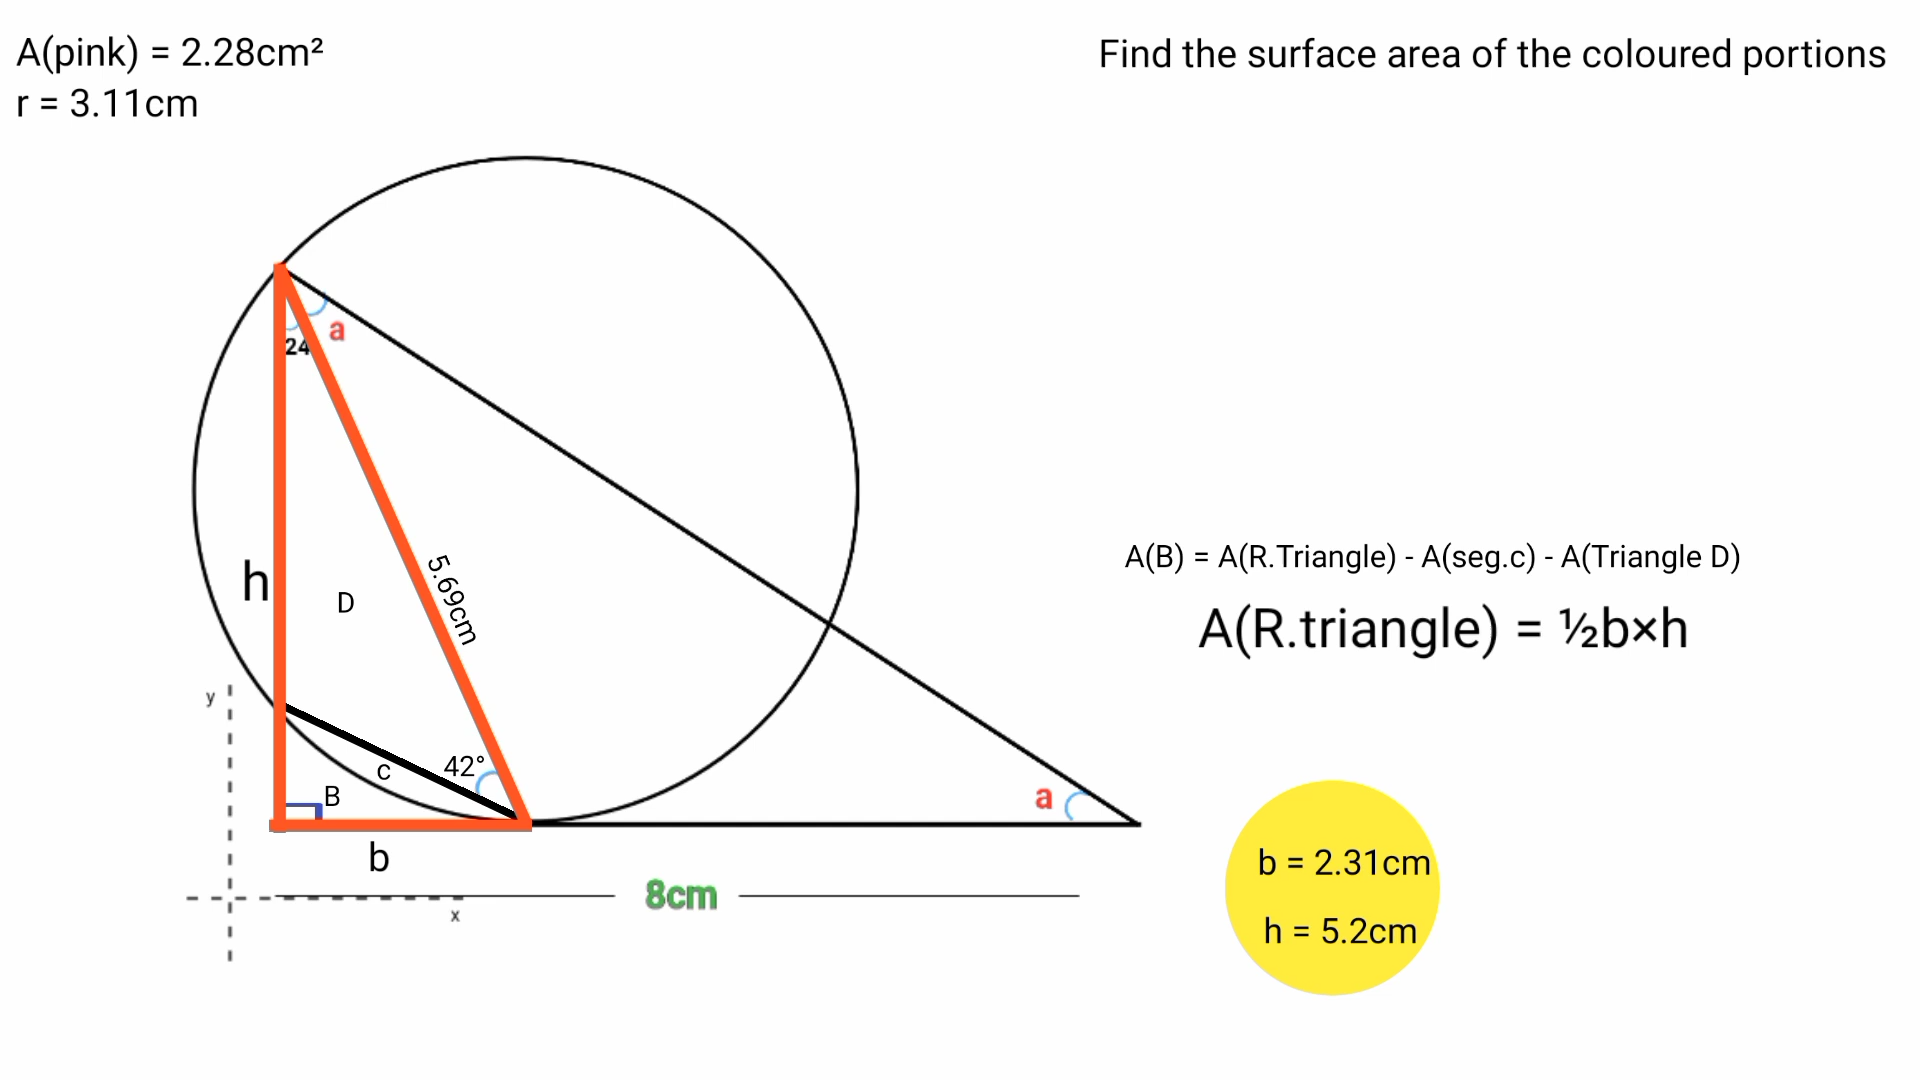 A(pink) = 2.28cm²
r = 3.11cm
Find the surface area of the coloured portions
a
24
h
D
5.69cm
A(B) = A(R.Triangle) - A(seg.c) - A(Triangle D)
A(R.triangle) = ½b×h
y
42°
c
B
a
b
8cm
x
b = 2.31cm
h = 5.2cm